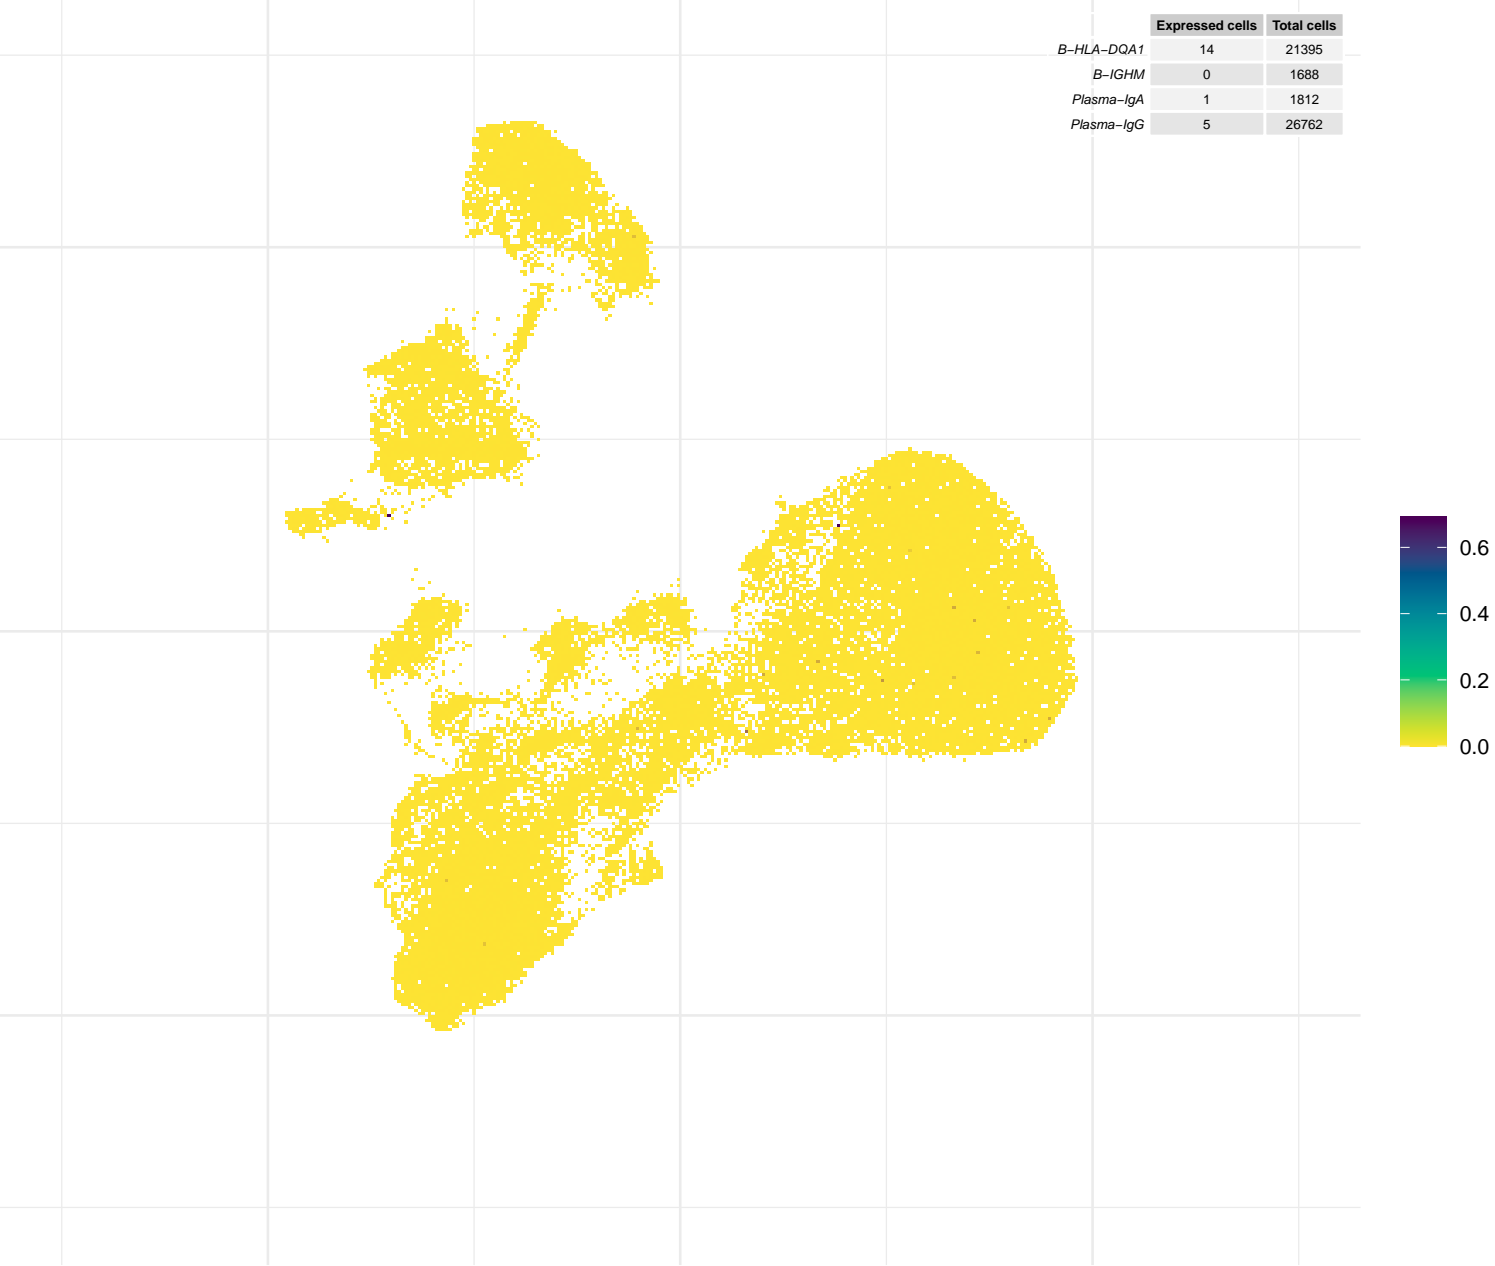 Expressed cells Total cells
B−HLA−DQA1 14 21395
B−IGHM 0 1688
Plasma−IgA 1 1812
Plasma−IgG 5 26762
0.6
0.4
0.2
0.0